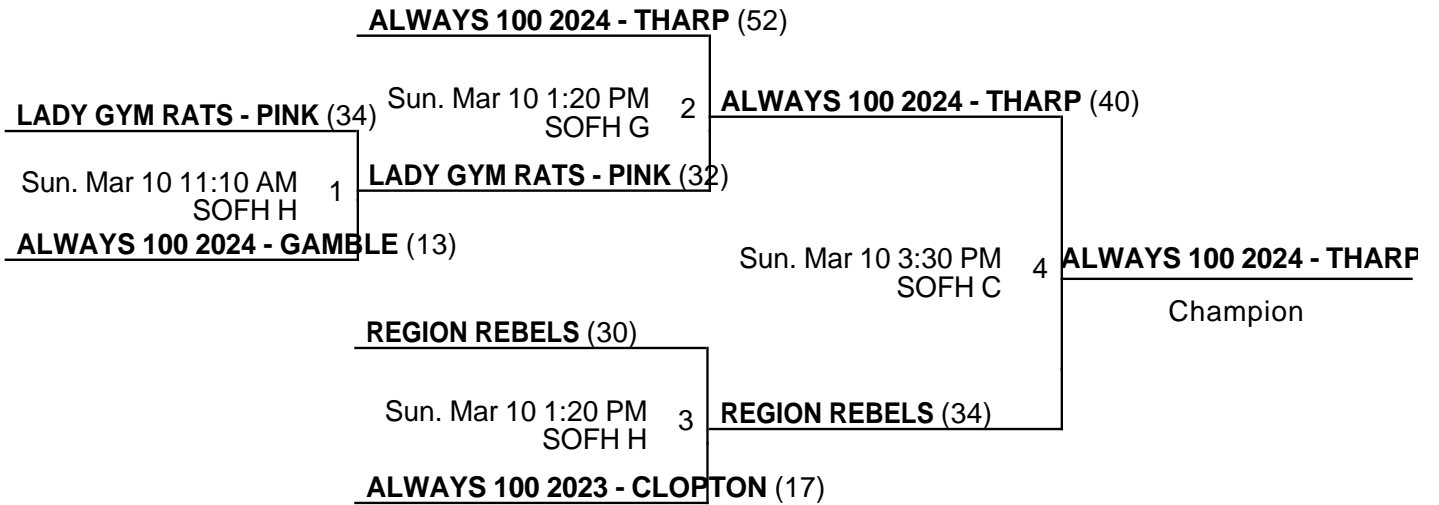 ALWAYS 100 2024 - THARP (52)
Sun. Mar 10 1:20 PM 2
SOFH G
ALWAYS 100 2024 - THARP (40)
LADY GYM RATS - PINK (34)
Sun. Mar 10 11:10 AM 1
SOFH H
LADY GYM RATS - PINK (32)
ALWAYS 100 2024 - GAMBLE (13)
Sun. Mar 10 3:30 PM 4
SOFH C
ALWAYS 100 2024 - THARP
Champion
REGION REBELS (30)
Sun. Mar 10 1:20 PM 3
SOFH H
REGION REBELS (34)
ALWAYS 100 2023 - CLOPTON (17)